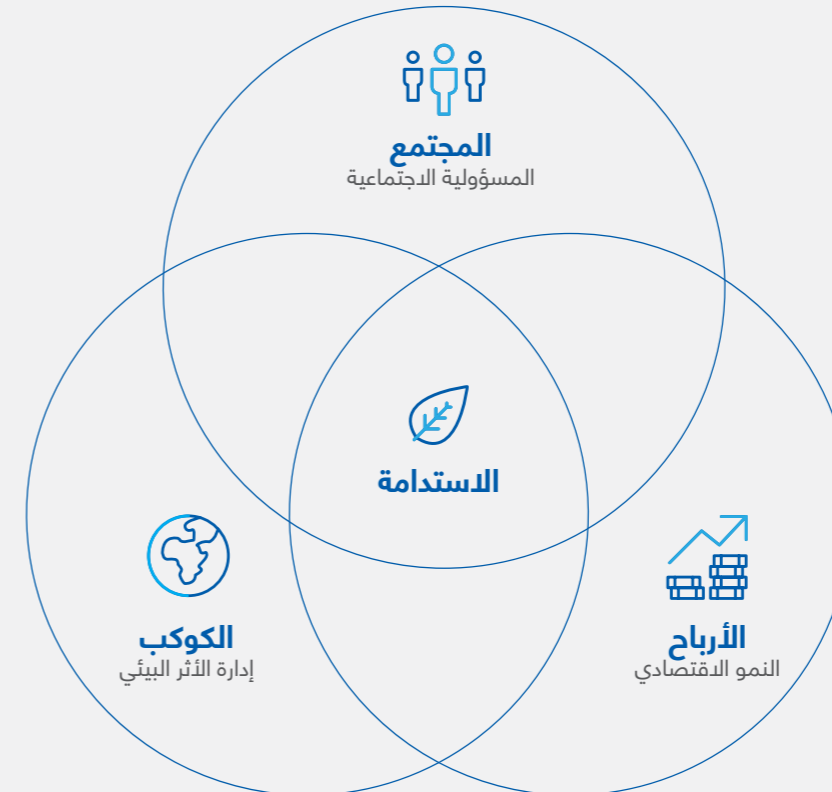 المجتمع
المسؤولية الاجتماعية
الاستدامة
الأرباح
النمو الاقتصادي
الكوكب
إدارة الأثر البيئي